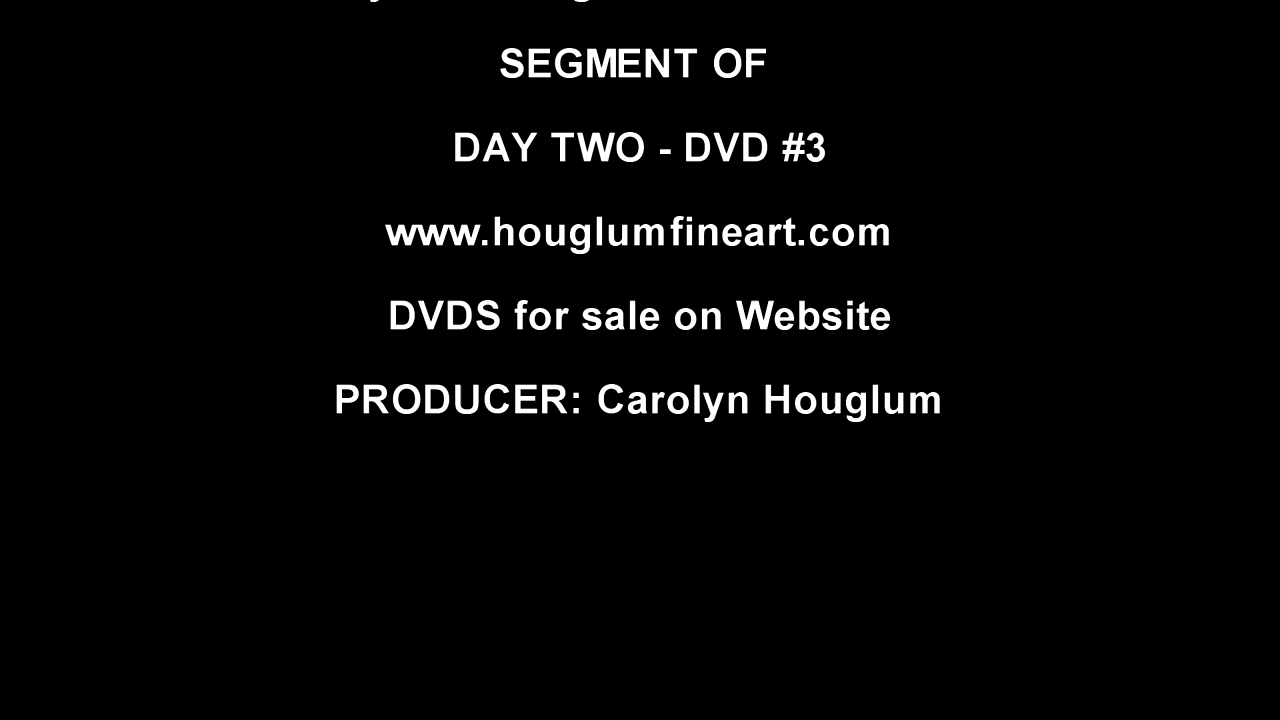 SEGMENT OF
DAY TWO - DVD #3
www.houglumfineart.com
DVDS for sale on Website
PRODUCER: Carolyn Houglum